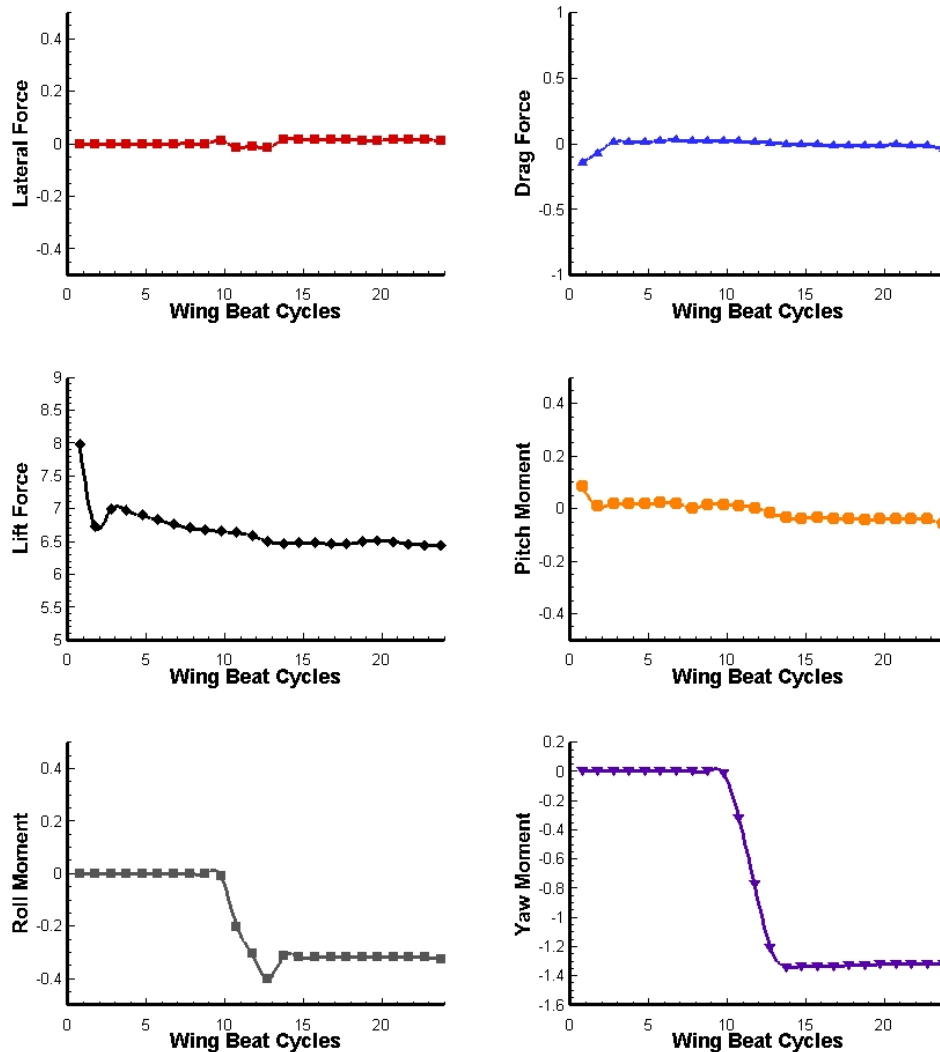 0.4
0.2
0
-0.2
-0.4
Lateral Force
0 5 10 15 20
Wing Beat Cycles
1
0.5
0
-0.5
-1
Drag Force
0 5 10 15 20
Wing Beat Cycles
9
8.5
8
7.5
7
6.5
6
5.5
5
Lift Force
0 5 10 15 20
Wing Beat Cycles
0.4
0.2
0
-0.2
-0.4
Pitch Moment
0 5 10 15 20
Wing Beat Cycles
0.4
0.2
0
-0.2
-0.4
Roll Moment
0 5 10 15 20
Wing Beat Cycles
0.2
0
-0.2
-0.4
-0.6
-0.8
-1
-1.2
-1.4
-1.6
Yaw Moment
0 5 10 15 20
Wing Beat Cycles